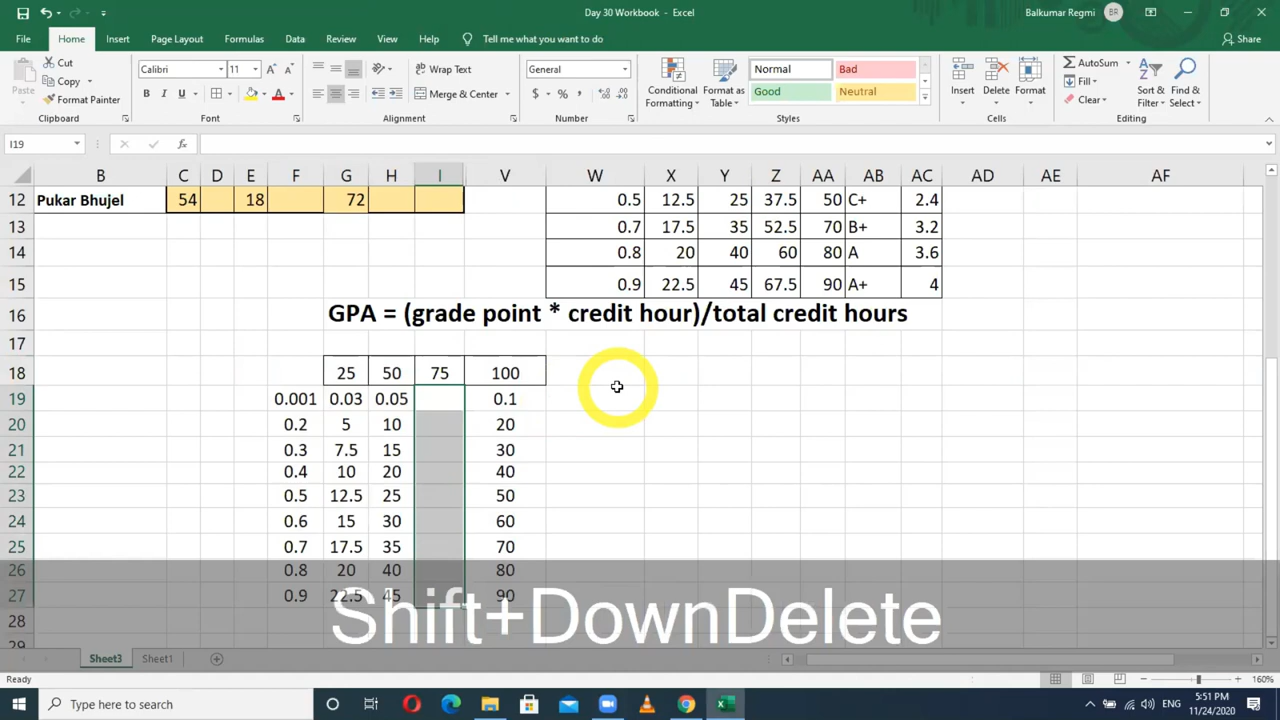 Day 30 Workbook - Excel
Balkumar Regmi BR
File Home Insert Page Layout Formulas Data Review View Help Tell me what you want to do Share
Cut
Copy
Format Painter
Paste
Clipboard
Calibri 11
B I U
Font
Wrap Text
Merge & Center
Alignment
General
$ % ,
Number
Conditional Formatting
Format as Table
Normal Bad
Good Neutral
Styles
Insert Delete Format
Cells
AutoSum
Fill
Clear
Sort & Filter
Find & Select
Editing
I19 fx
B C D E F G H I V W X Y Z AA AB AC AD AE AF
12 Pukar Bhujel 54 18 72 0.5 12.5 25 37.5 50 C+ 2.4
13 0.7 17.5 35 52.5 70 B+ 3.2
14 0.8 20 40 60 80 A 3.6
15 0.9 22.5 45 67.5 90 A+ 4
16 GPA = (grade point * credit hour)/total credit hours
17
18 25 50 75 100
19 0.001 0.03 0.05 0.1
20 0.2 5 10 20
21 0.3 7.5 15 30
22 0.4 10 20 40
23 0.5 12.5 25 50
24 0.6 15 30 60
25 0.7 17.5 35 70
26 0.8 20 40 80
27 0.9 22.5 45 90
28
29
Shift+DownDelete
Sheet3 Sheet1
Ready 160%
Type here to search
ENG
5:51 PM
11/24/2020